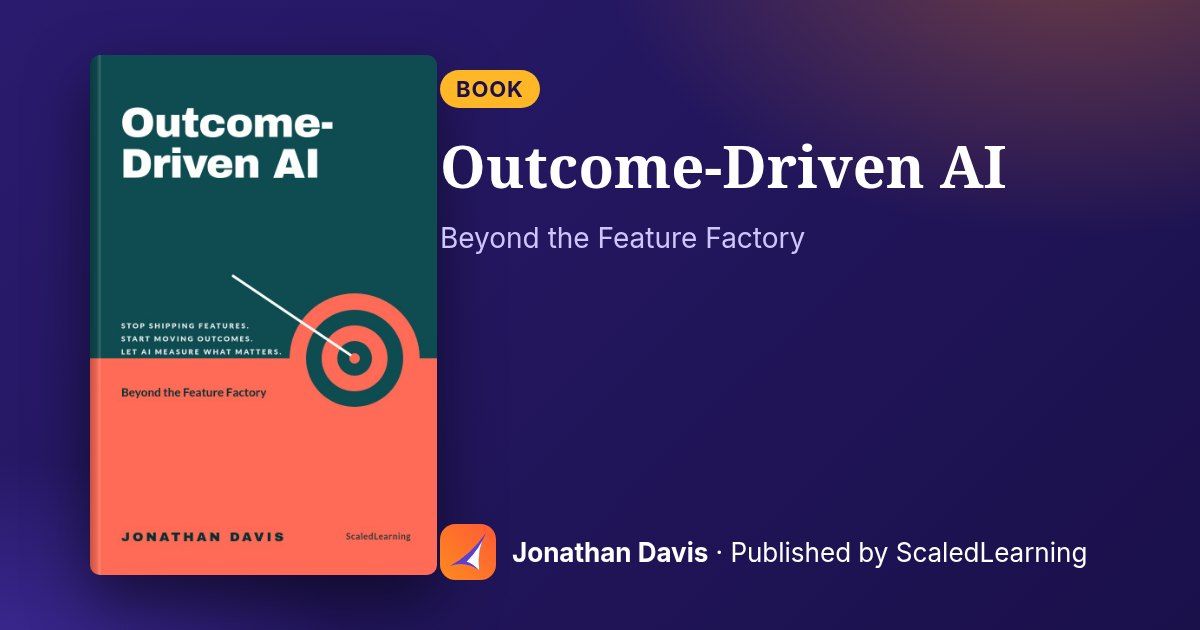 Outcome-
Driven AI
STOP SHIPPING FEATURES.
START MOVING OUTCOMES.
LET AI MEASURE WHAT MATTERS.
Beyond the Feature Factory
JONATHAN DAVIS
ScaledLearning
BOOK
Outcome-Driven AI
Beyond the Feature Factory
Jonathan Davis · Published by ScaledLearning